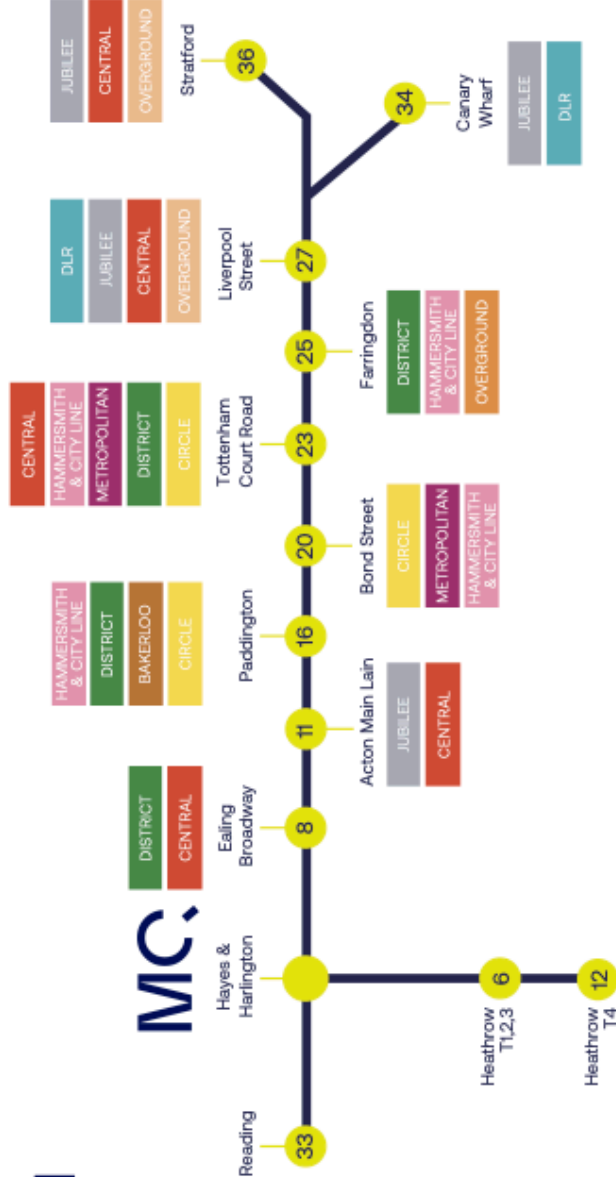 Reading
33
MQ
Hayes &
Harlington
6
Heathrow
T1,2,3
12
Heathrow
T4
DISTRICT
CENTRAL
Ealing
Broadway
8
11
Acton Main Lain
JUBILEE
CENTRAL
HAMMERSMITH
& CITY LINE
DISTRICT
BAKERLOO
CIRCLE
Paddington
16
20
Bond Street
CIRCLE
METROPOLITAN
HAMMERSMITH
& CITY LINE
CENTRAL
HAMMERSMITH
& CITY LINE
METROPOLITAN
DISTRICT
CIRCLE
Tottenham
Court Road
23
25
Farringdon
DISTRICT
HAMMERSMITH
& CITY LINE
OVERGROUND
DLR
JUBILEE
CENTRAL
OVERGROUND
Liverpool
Street
27
34
Canary
Wharf
JUBILEE
DLR
JUBILEE
CENTRAL
OVERGROUND
Stratford
36